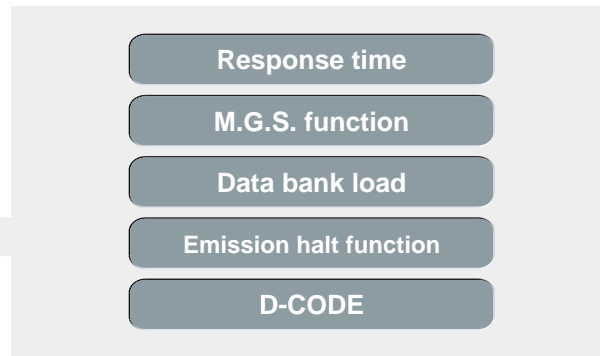 Response time
M.G.S. function
Data bank load
Emission halt function
D-CODE